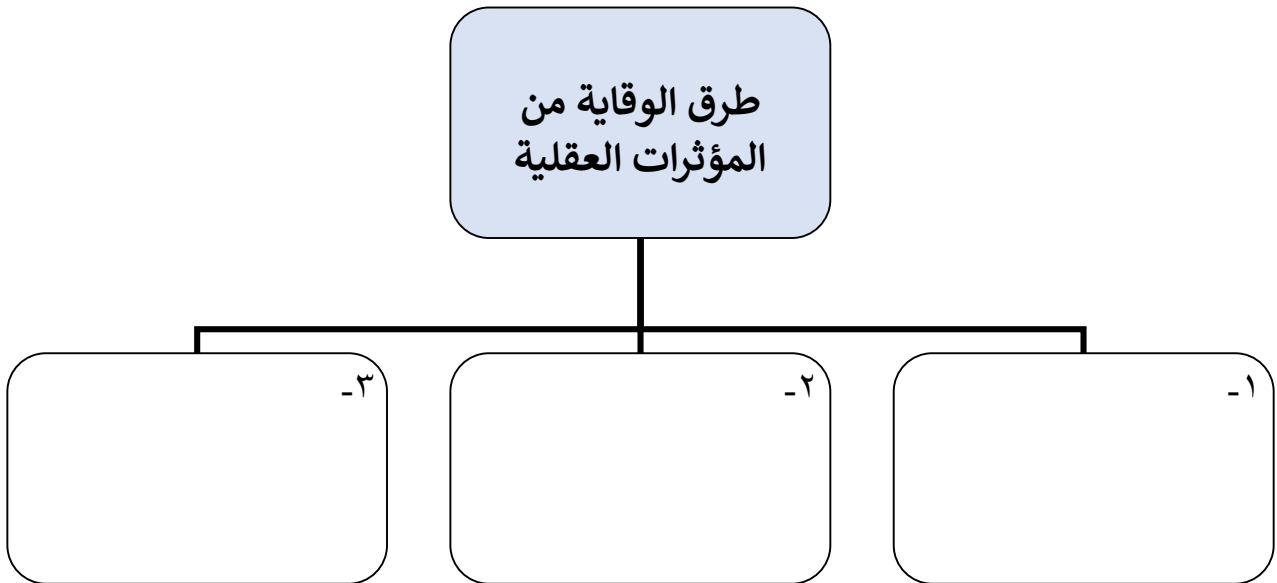 طرق الوقاية من
المؤثرات العقلية
١-
٢-
٣-